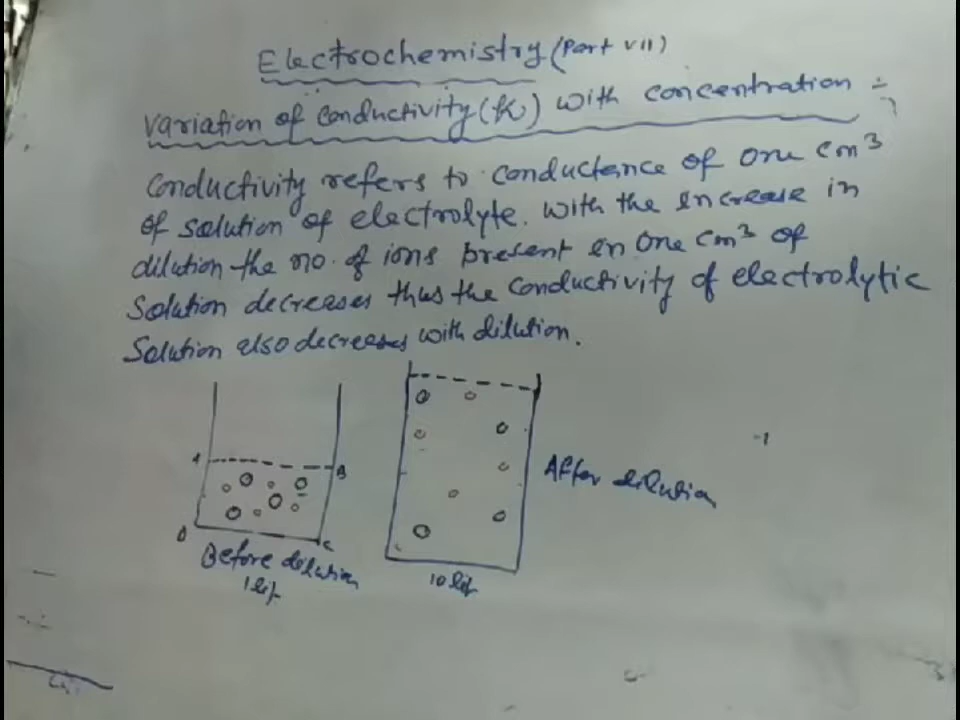 Electrochemistry (Part VII)
Variation of Conductivity (K) with concentration :-
Conductivity refers to conductance of one cm³
of solution of electrolyte. With the increase in
dilution the no. of ions present in one cm³ of
Solution decreases thus the conductivity of electrolytic
Solution also decreases with dilution.
A
B
D
C
Before dilution
1 lit
10 lit
After dilution